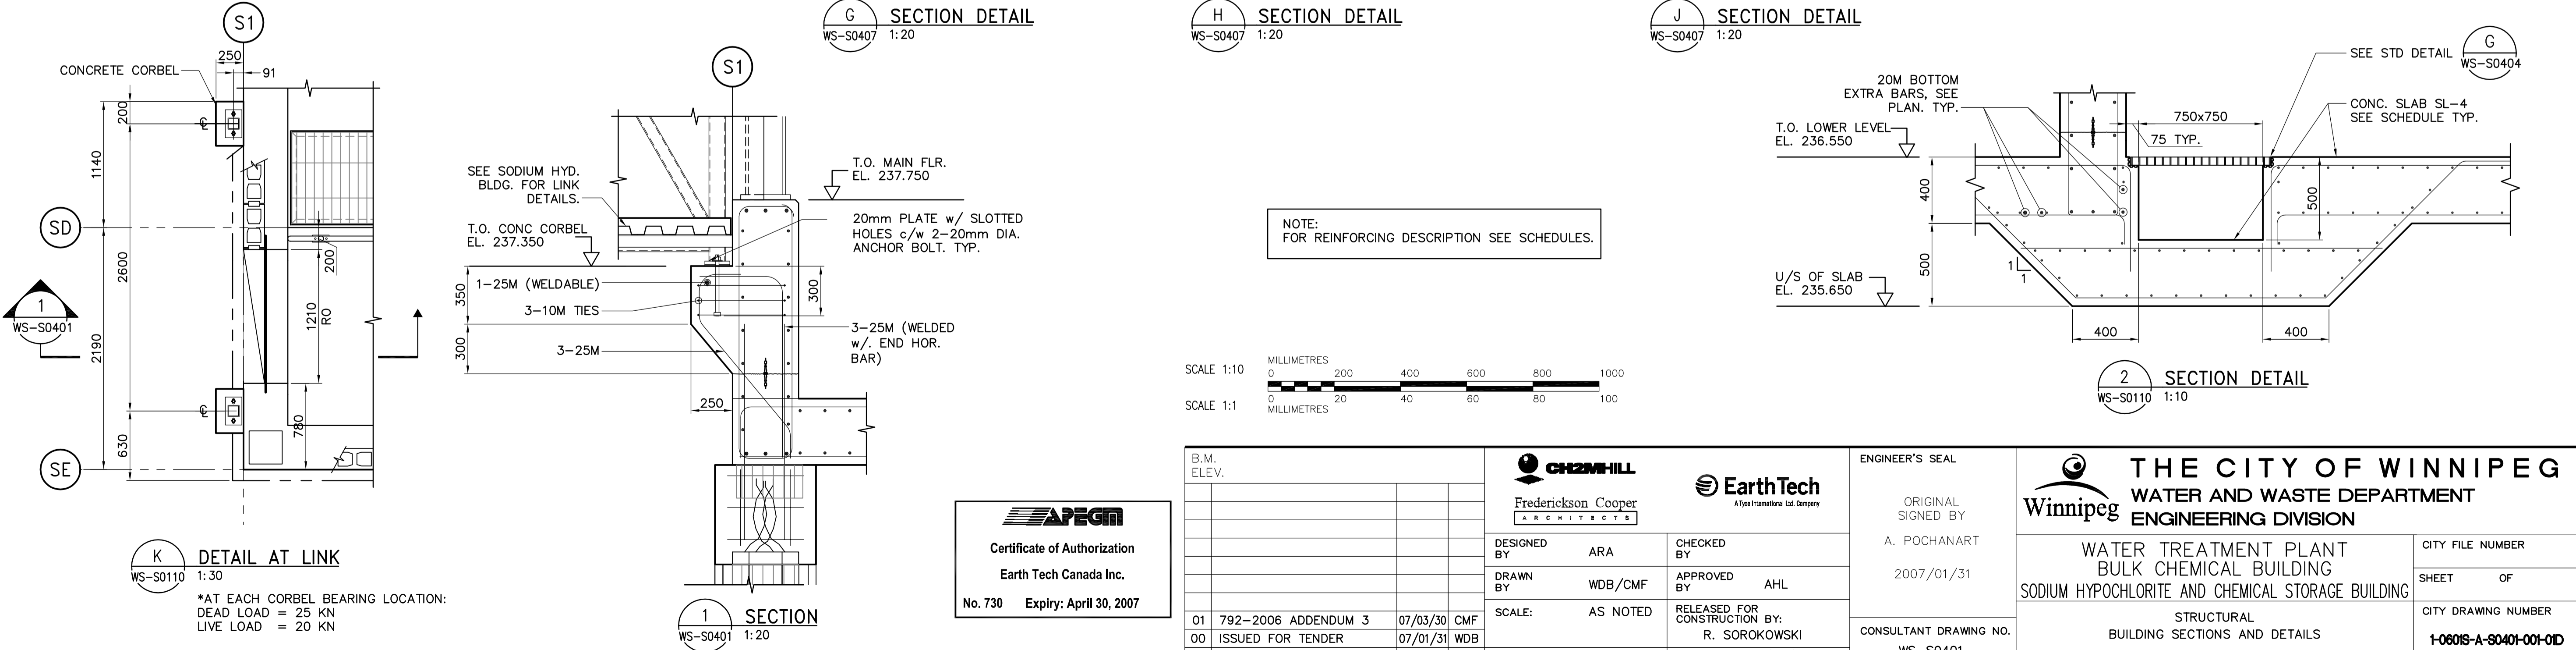 G
WS-S0407
SECTION DETAIL
1:20
H
WS-S0407
SECTION DETAIL
1:20
J
WS-S0407
SECTION DETAIL
1:20
S1
250
91
CONCRETE CORBEL
200
℄
1140
SD
2600
200
1210
RO
1
WS-S0401
2190
℄
780
630
SE
K
WS-S0110
DETAIL AT LINK
1:30
*AT EACH CORBEL BEARING LOCATION:
DEAD LOAD = 25 KN
LIVE LOAD = 20 KN
S1
SEE SODIUM HYD.
BLDG. FOR LINK
DETAILS.
T.O. MAIN FLR.
EL. 237.750
T.O. CONC CORBEL
EL. 237.350
20mm PLATE w/ SLOTTED
HOLES c/w 2-20mm DIA.
ANCHOR BOLT. TYP.
350
1-25M (WELDABLE)
300
3-10M TIES
300
3-25M
3-25M (WELDED
w/. END HOR.
BAR)
250
1
WS-S0401
SECTION
1:20
APEGM
Certificate of Authorization
Earth Tech Canada Inc.
No. 730 Expiry: April 30, 2007
NOTE:
FOR REINFORCING DESCRIPTION SEE SCHEDULES.
SCALE 1:10
MILLIMETRES
0 200 400 600 800 1000
SCALE 1:1
0 20 40 60 80 100
MILLIMETRES
SEE STD DETAIL
G
WS-S0404
20M BOTTOM
EXTRA BARS, SEE
PLAN. TYP.
CONC. SLAB SL-4
SEE SCHEDULE TYP.
T.O. LOWER LEVEL
EL. 236.550
750x750
75 TYP.
400
500
500
1
1
U/S OF SLAB
EL. 235.650
400
400
2
WS-S0110
SECTION DETAIL
1:10
B.M.
ELEV.
01 792-2006 ADDENDUM 3 07/03/30 CMF
00 ISSUED FOR TENDER 07/01/31 WDB
CH2MHILL
Frederickson Cooper
ARCHITECTS
EarthTech
A Tyco International Ltd. Company
DESIGNED
BY
ARA
CHECKED
BY
DRAWN
BY
WDB/CMF
APPROVED
BY
AHL
SCALE:
AS NOTED
RELEASED FOR
CONSTRUCTION BY:
R. SOROKOWSKI
ENGINEER'S SEAL
ORIGINAL
SIGNED BY
A. POCHANART
2007/01/31
CONSULTANT DRAWING NO.
WS-S0401
Winnipeg
THE CITY OF WINNIPEG
WATER AND WASTE DEPARTMENT
ENGINEERING DIVISION
WATER TREATMENT PLANT
BULK CHEMICAL BUILDING
SODIUM HYPOCHLORITE AND CHEMICAL STORAGE BUILDING
STRUCTURAL
BUILDING SECTIONS AND DETAILS
CITY FILE NUMBER
SHEET OF
CITY DRAWING NUMBER
1-0601S-A-S0401-001-01D